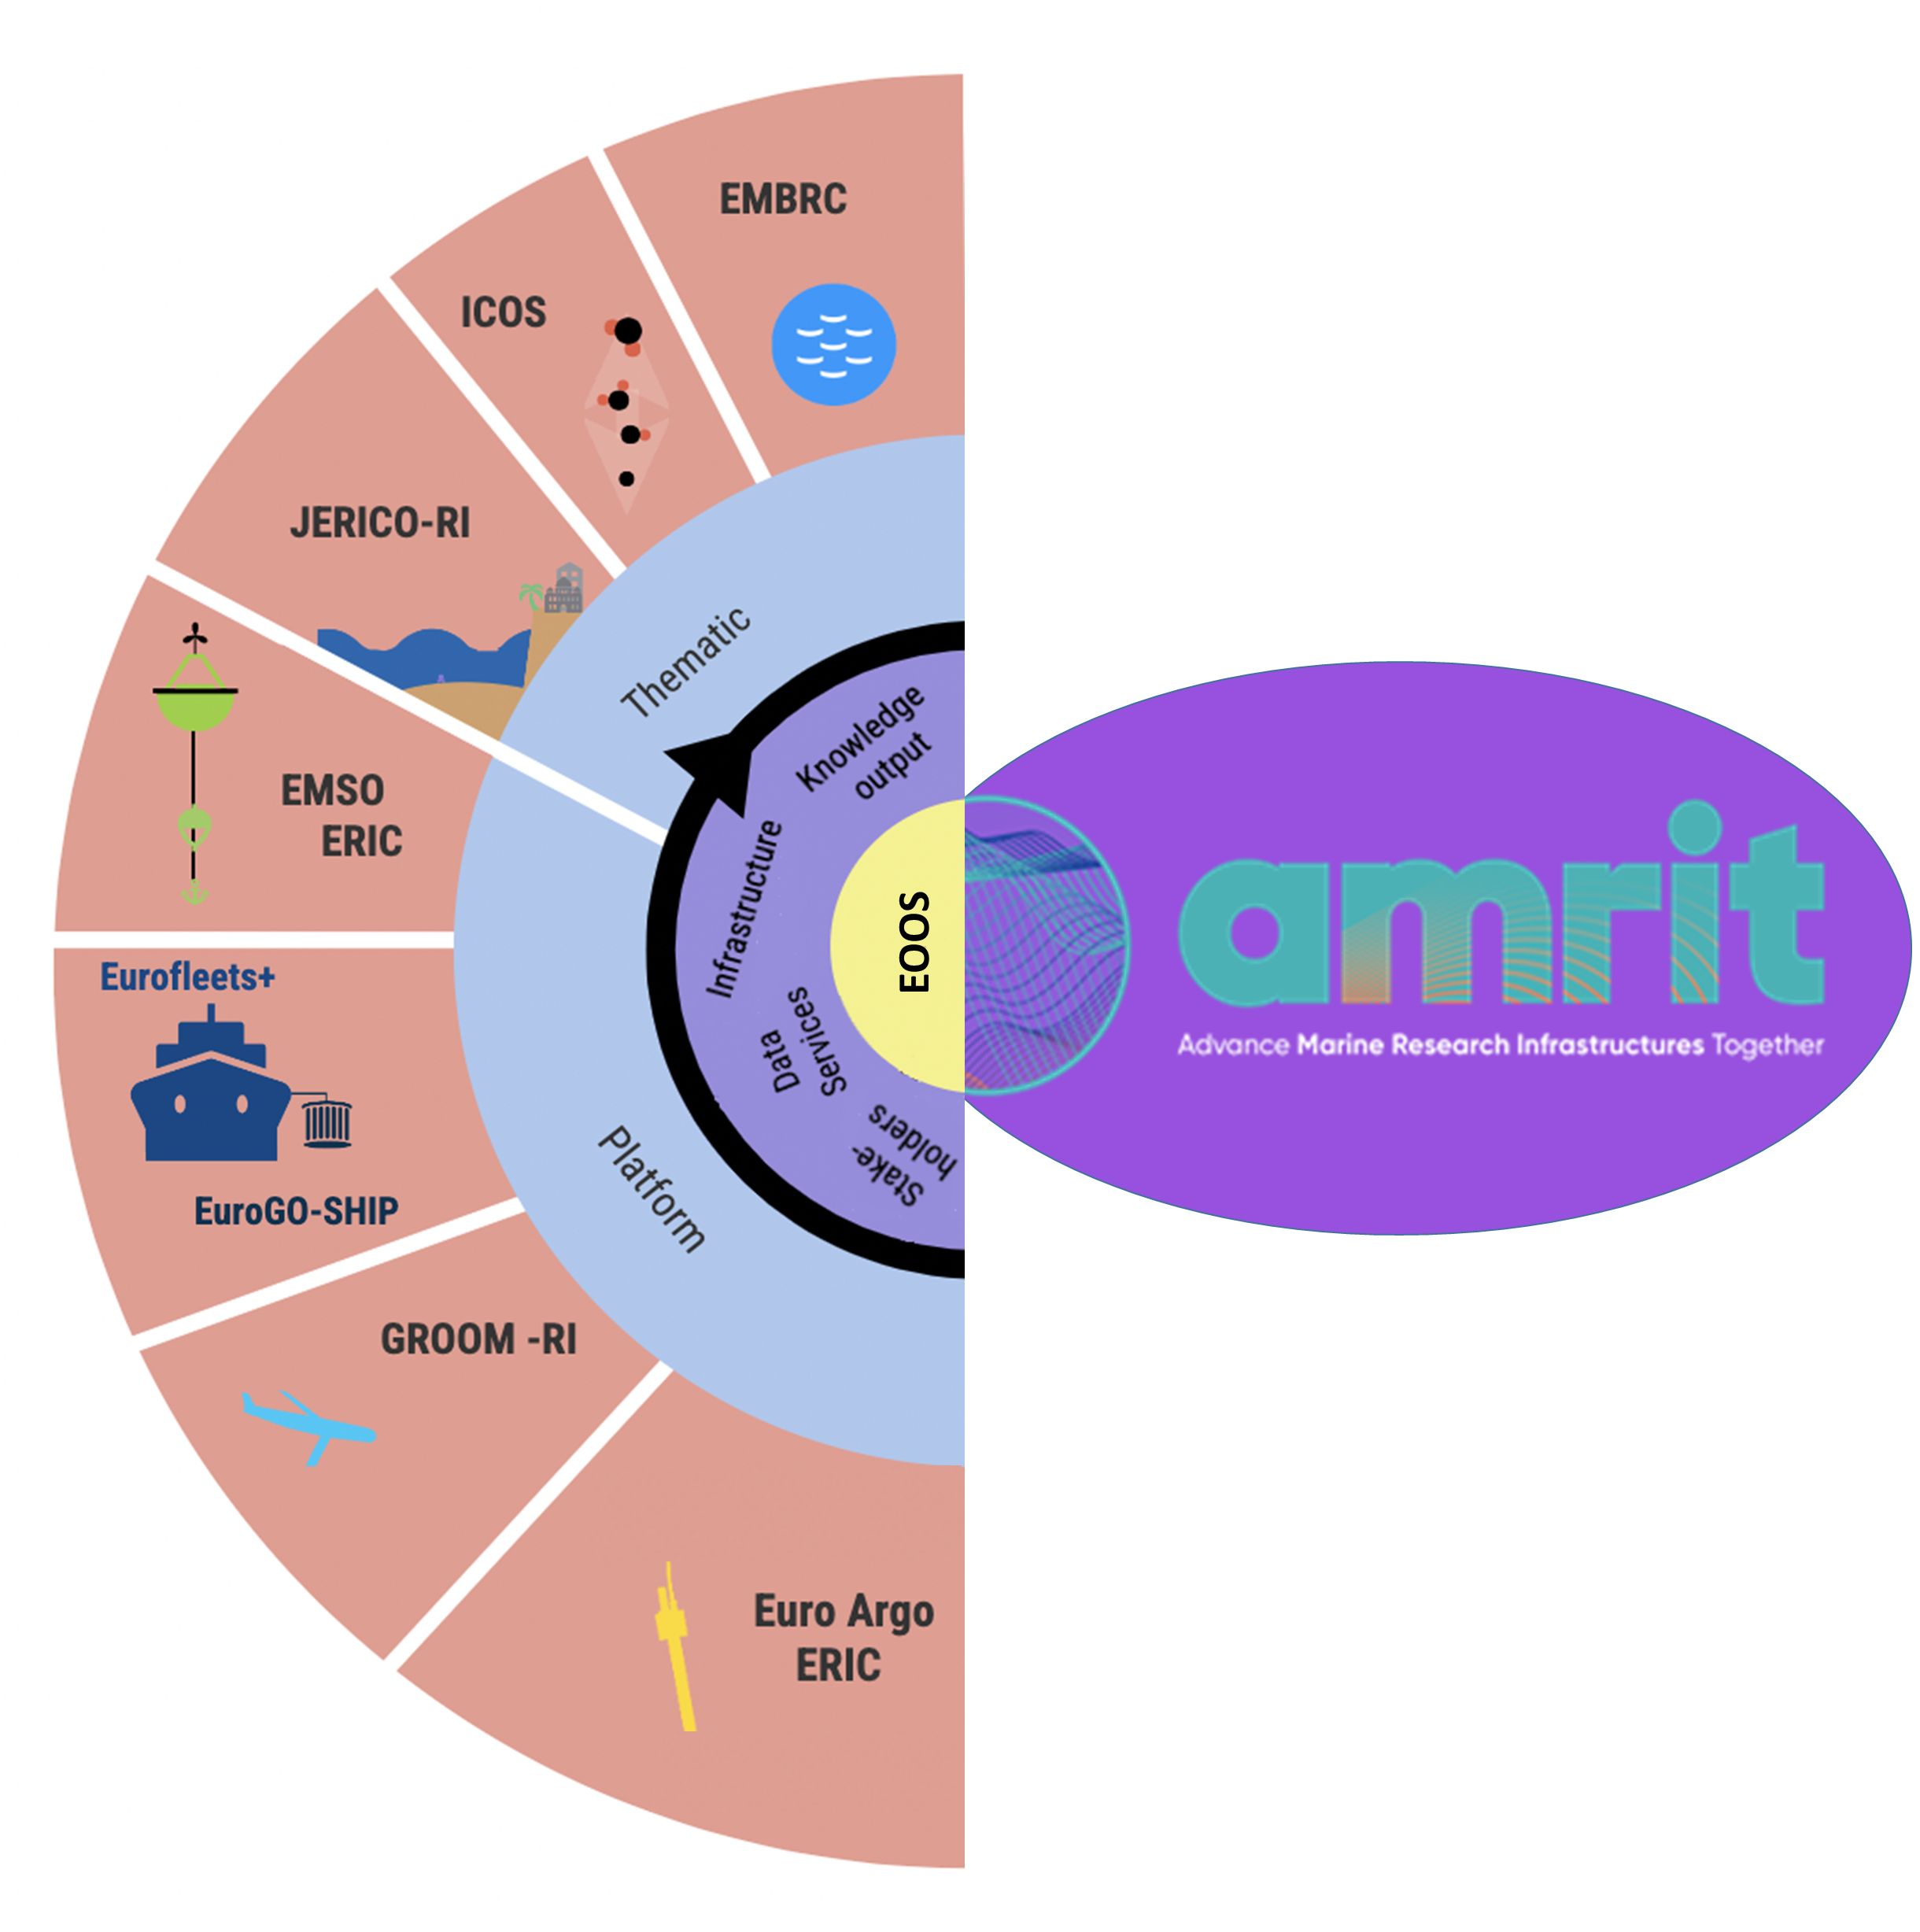 EMBRC
ICOS
JERICO-RI
EMSO
ERIC
Eurofleets+
EuroGO-SHIP
GROOM -RI
Euro Argo
ERIC
Thematic
Platform
Knowledge
output
Infrastructure
Data
Services
Stake-
holders
EOOS
amrit
Advance Marine Research Infrastructures Together